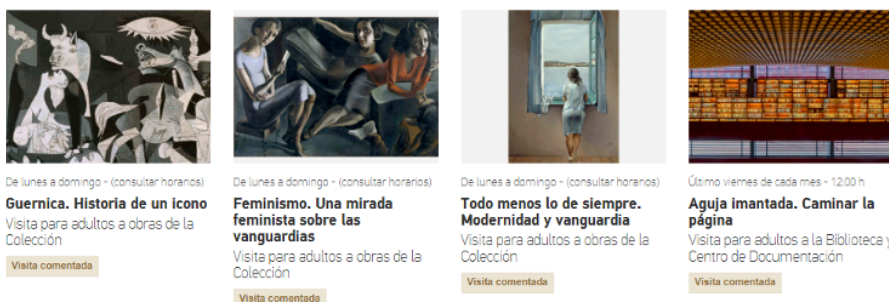 De lunes a domingo - (consultar horarios)
Guernica. Historia de un icono
Visita para adultos a obras de la
Colección
Visita comentada
De lunes a domingo - (consultar horarios)
Feminismo. Una mirada
feminista sobre las
vanguardias
Visita para adultos a obras de la
Colección
Visita comentada
De lunes a domingo - (consultar horarios)
Todo menos lo de siempre.
Modernidad y vanguardia
Visita para adultos a obras de la
Colección
Visita comentada
Último viernes de cada mes - 12:00 h
Aguja imantada. Caminar la
página
Visita para adultos a la Biblioteca y
Centro de Documentación
Visita comentada